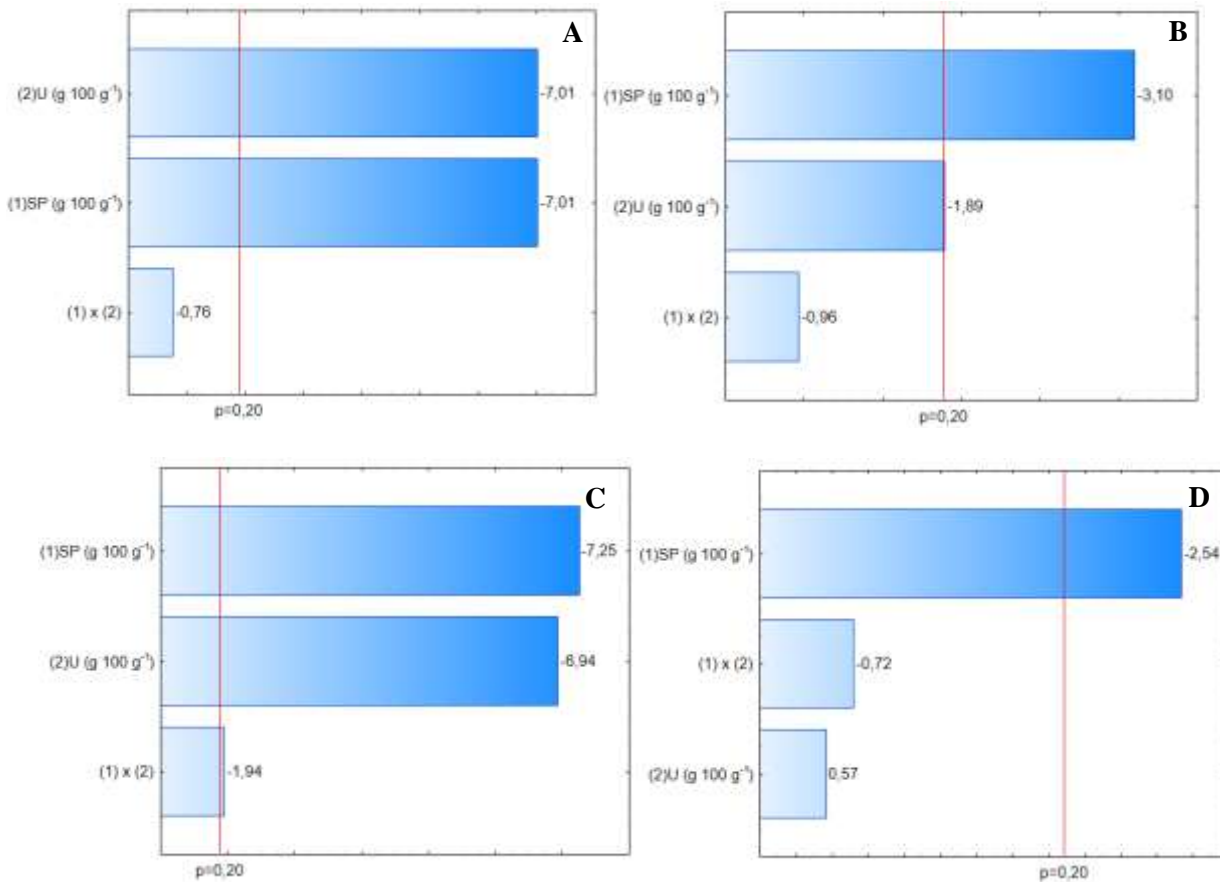 A
(2)U (g 100 g⁻¹)
-7,01
(1)SP (g 100 g⁻¹)
-7,01
(1) x (2)
-0,76
p=0,20
B
(1)SP (g 100 g⁻¹)
-3,10
(2)U (g 100 g⁻¹)
-1,89
(1) x (2)
-0,96
p=0,20
C
(1)SP (g 100 g⁻¹)
-7,25
(2)U (g 100 g⁻¹)
-6,94
(1) x (2)
-1,94
p=0,20
D
(1)SP (g 100 g⁻¹)
-2,54
(1) x (2)
-0,72
(2)U (g 100 g⁻¹)
0,57
p=0,20